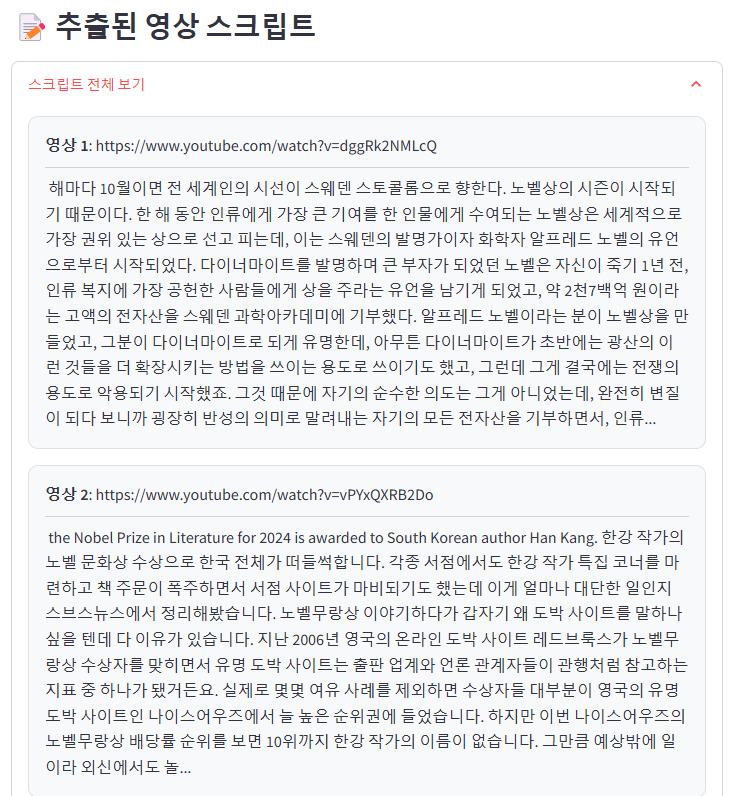 추출된 영상 스크립트
스크립트 전체 보기
영상 1: https://www.youtube.com/watch?v=dggRk2NMLcQ
해마다 10월이면 전 세계인의 시선이 스웨덴 스토콜롬으로 향한다. 노벨상의 시즌이 시작되
기 때문이다. 한 해 동안 인류에게 가장 큰 기여를 한 인물에게 수여되는 노벨상은 세계적으로
가장 권위 있는 상으로 선고 피는데, 이는 스웨덴의 발명가이자 화학자 알프레드 노벨의 유언
으로부터 시작되었다. 다이너마이트를 발명하며 큰 부자가 되었던 노벨은 자신이 죽기 1년 전,
인류 복지에 가장 공헌한 사람들에게 상을 주라는 유언을 남기게 되었고, 약 2천7백억 원이라
는 고액의 전자산을 스웨덴 과학아카데미에 기부했다. 알프레드 노벨이라는 분이 노벨상을 만
들었고, 그분이 다이너마이트로 되게 유명한데, 아무튼 다이너마이트가 초반에는 광산의 이
런 것들을 더 확장시키는 방법을 쓰이는 용도로 쓰이기도 했고, 그런데 그게 결국에는 전쟁의
용도로 악용되기 시작했죠. 그것 때문에 자기의 순수한 의도는 그게 아니었는데, 완전히 변질
이 되다 보니까 굉장히 반성의 의미로 말려내는 자기의 모든 전자산을 기부하면서, 인류...
영상 2: https://www.youtube.com/watch?v=vPYxQXRB2Do
the Nobel Prize in Literature for 2024 is awarded to South Korean author Han Kang. 한강 작가의
노벨 문화상 수상으로 한국 전체가 떠들썩합니다. 각종 서점에서도 한강 작가 특집 코너를 마
련하고 책 주문이 폭주하면서 서점 사이트가 마비되기도 했는데 이게 얼마나 대단한 일인지
스브스뉴스에서 정리해봤습니다. 노벨무랑상 이야기하다가 갑자기 왜 도박 사이트를 말하나
싶을 텐데 다 이유가 있습니다. 지난 2006년 영국의 온라인 도박 사이트 레드브룩스가 노벨무
랑상 수상자를 맞히면서 유명 도박 사이트는 출판 업계와 언론 관계자들이 관행처럼 참고하는
지표 중 하나가 됐거든요. 실제로 몇몇 여유 사례를 제외하면 수상자들 대부분이 영국의 유명
도박 사이트인 나이스어우즈에서 늘 높은 순위권에 들었습니다. 하지만 이번 나이스어우즈의
노벨무랑상 배당률 순위를 보면 10위까지 한강 작가의 이름이 없습니다. 그만큼 예상밖에 일
이라 외신에서도 놀...